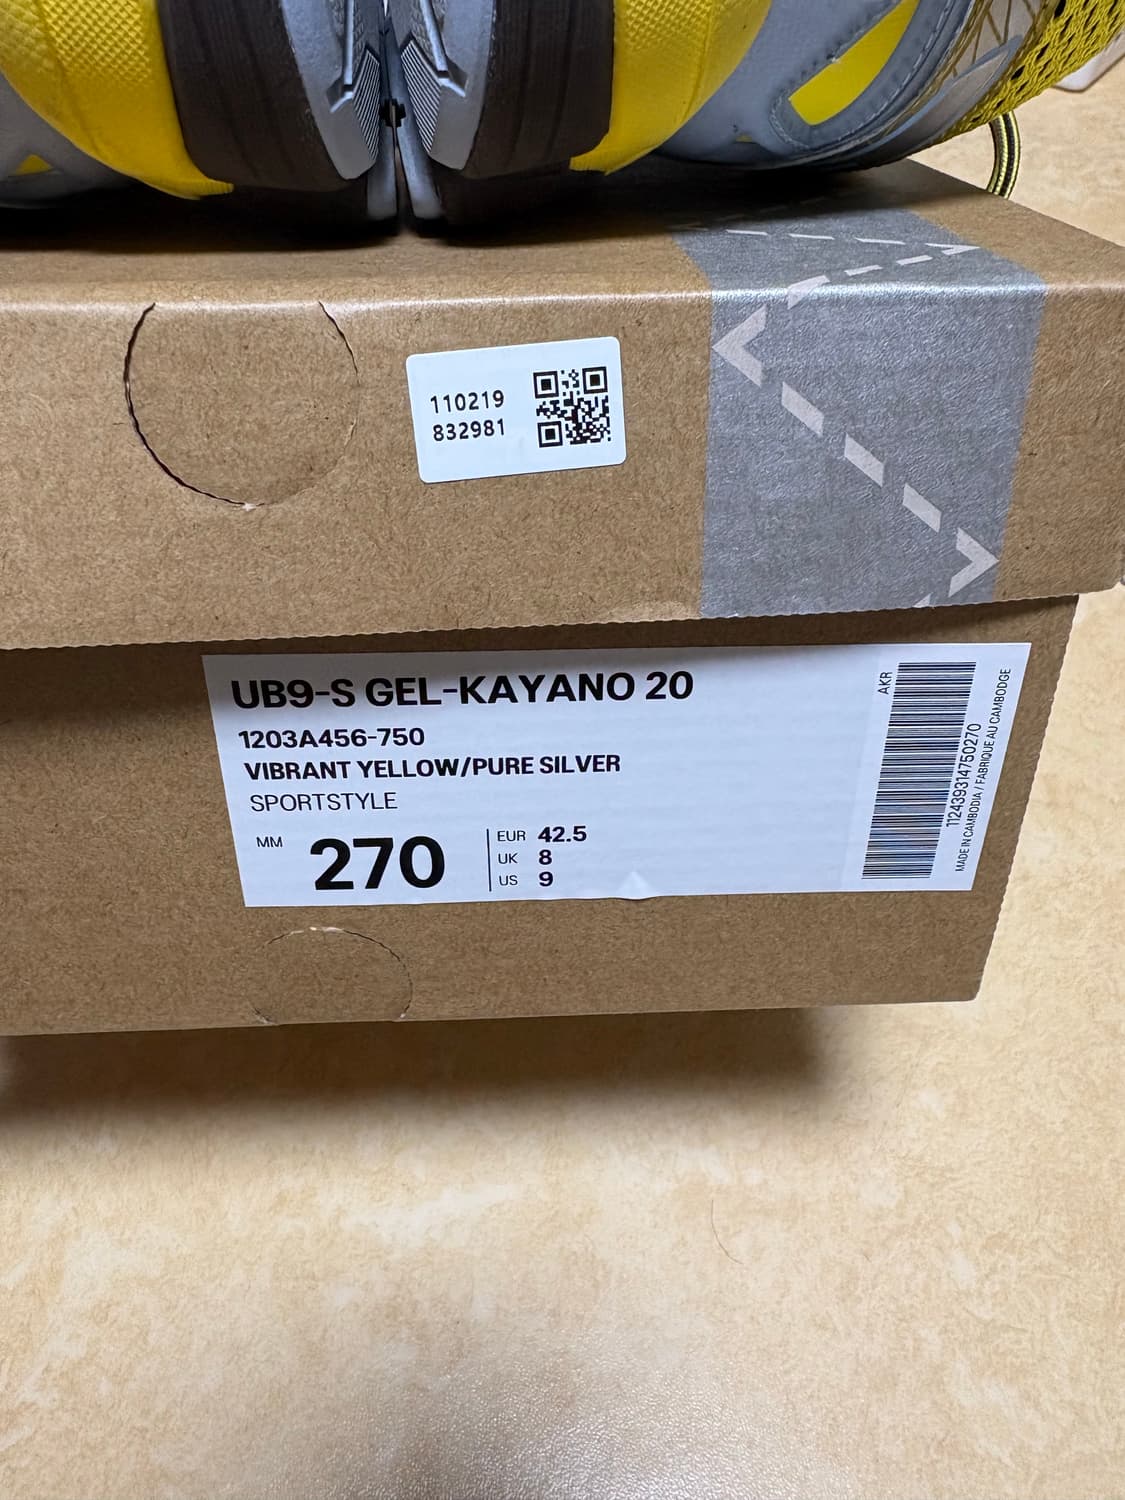 110219
832981
UB9-S GEL-KAYANO 20
1203A456-750
VIBRANT YELLOW/PURE SILVER
SPORTSTYLE
MM 270
EUR 42.5
UK 8
US 9
AKR
112439314750270
MADE IN CAMBODIA / FABRIQUE AU CAMBODGE